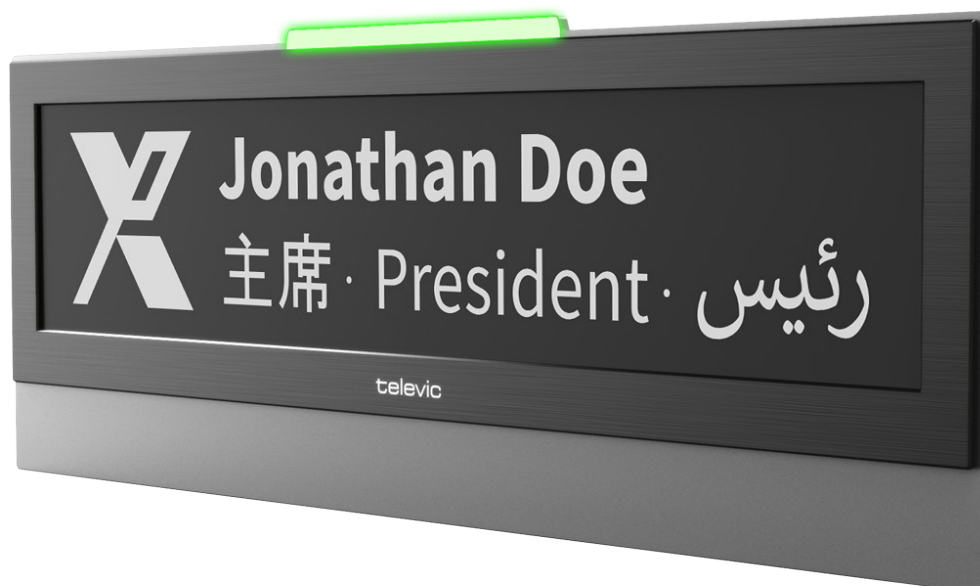 Jonathan Doe
主席 · President · رئيس
televic